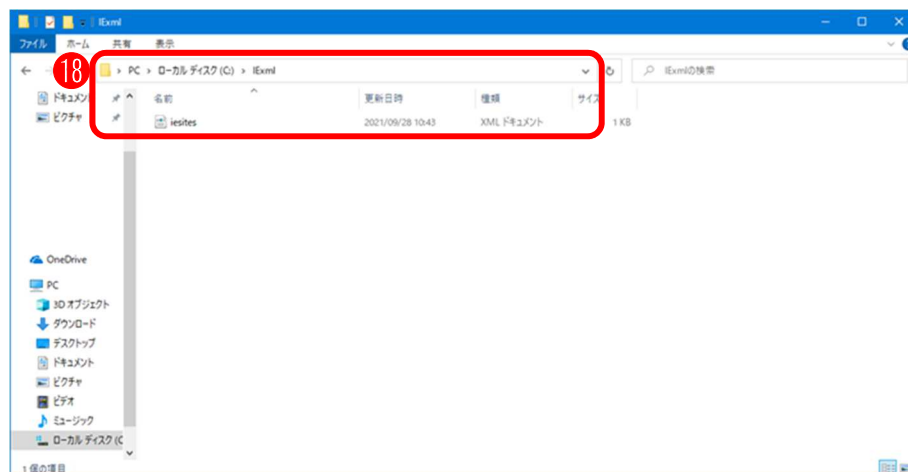 IExml
ファイル ホーム 共有 表示
⑱
PC › ローカル ディスク (C:) › IExml
IExmlの検索
名前 更新日時 種類 サイズ
iesites 2021/09/28 10:43 XML ドキュメント 1 KB
ドキュメント
ピクチャ
OneDrive
PC
3D オブジェクト
ダウンロード
デスクトップ
ドキュメント
ピクチャ
ビデオ
ミュージック
ローカル ディスク (C
1 個の項目